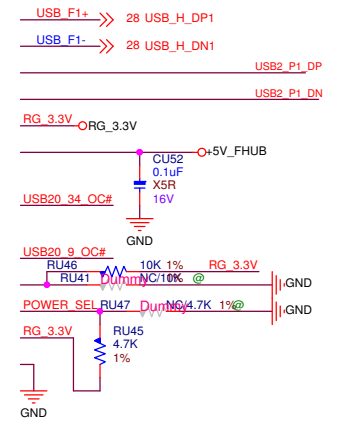 USB_F1+
28 USB_H_DP1
USB_F1-
28 USB_H_DN1
USB2_P1_DP
USB2_P1_DN
RG_3.3V
RG_3.3V
+5V_FHUB
CU52
0.1uF
X5R
16V
USB20_34_OC#
GND
USB20_9_OC#
RU46 10K 1% RG_3.3V
RU41 Dummy NC/10K @ GND
POWER_SEL RU47 Dummy NC/4.7K 1% @ GND
RG_3.3V
RU45
4.7K
1%
GND